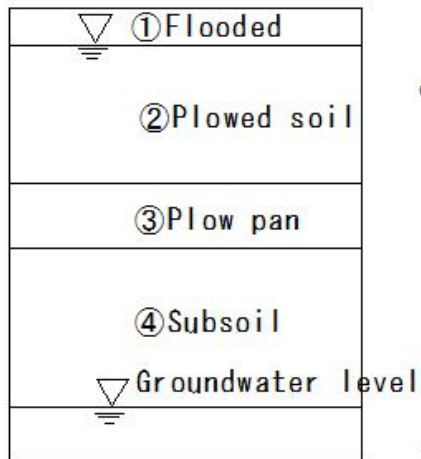 ①Flooded
②Plowed soil
③Plow pan
④Subsoil
Groundwater level